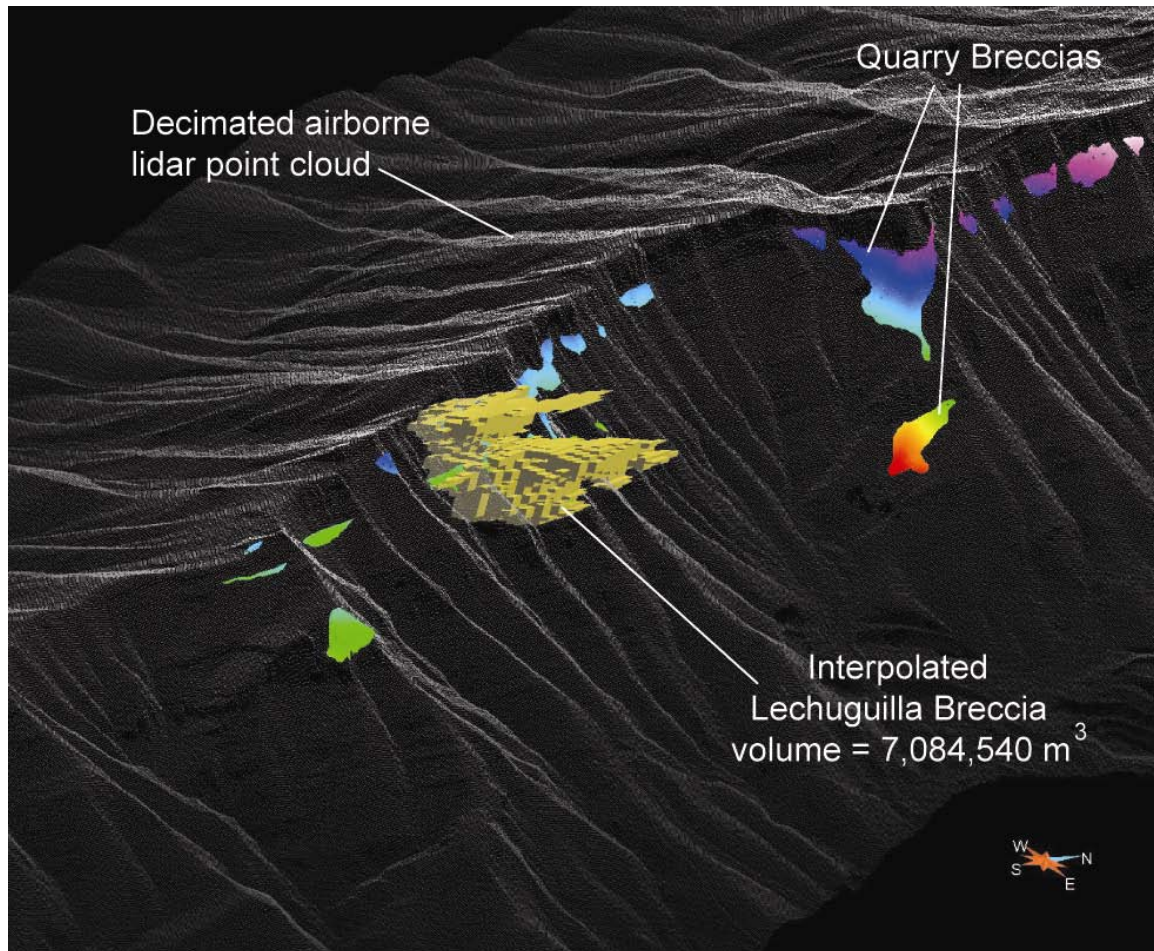 Quarry Breccias
Decimated airborne
lidar point cloud
Interpolated
Lechuguilla Breccia
volume = 7,084,540 m³
W
N
S
E